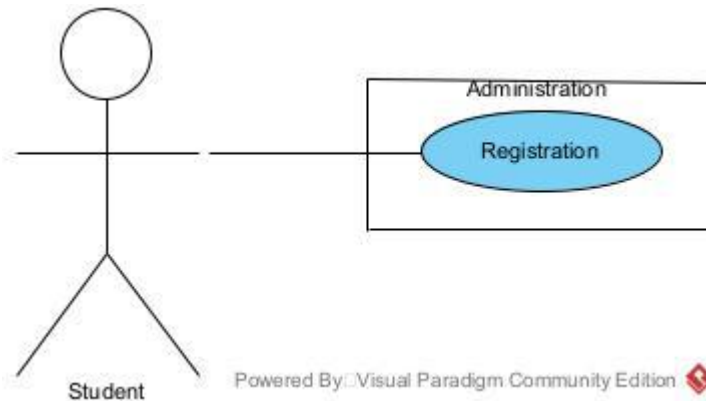 Administration
Registration
Student
Powered By Visual Paradigm Community Edition